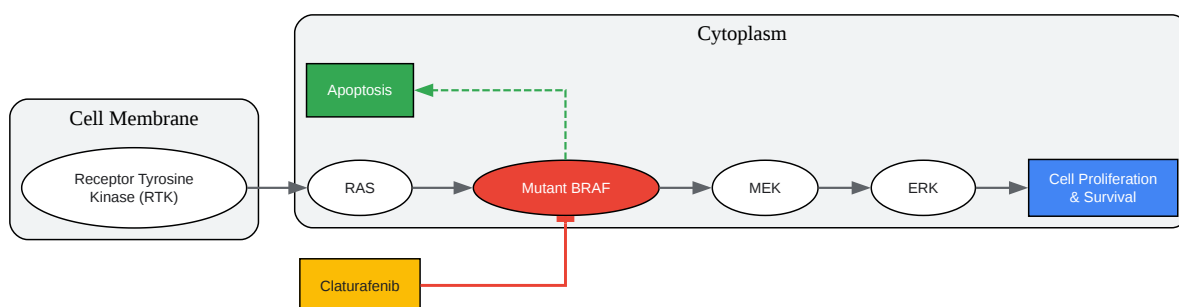 Cytoplasm
Apoptosis
Cell Membrane
Receptor Tyrosine
Kinase (RTK)
RAS
Mutant BRAF
MEK
ERK
Cell Proliferation
& Survival
Claturafenib